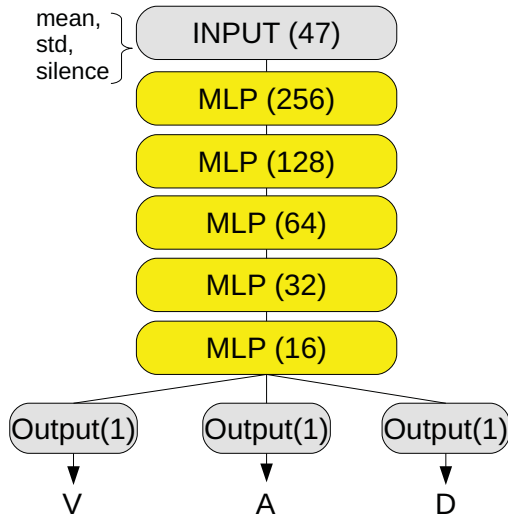 mean,
std,
silence
INPUT (47)
MLP (256)
MLP (128)
MLP (64)
MLP (32)
MLP (16)
Output(1) Output(1) Output(1)
V A D